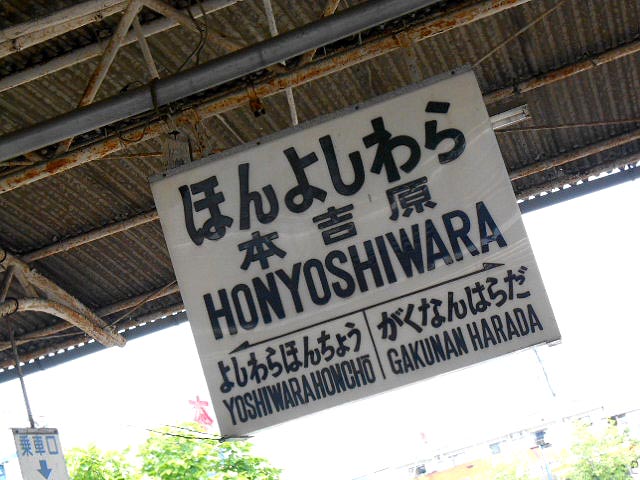 ほんよしわら
本吉原
HONYOSHIWARA
よしわらほんちょう
YOSHIWARAHONCHŌ
がくなんはらだ
GAKUNAN HARADA
乗車口